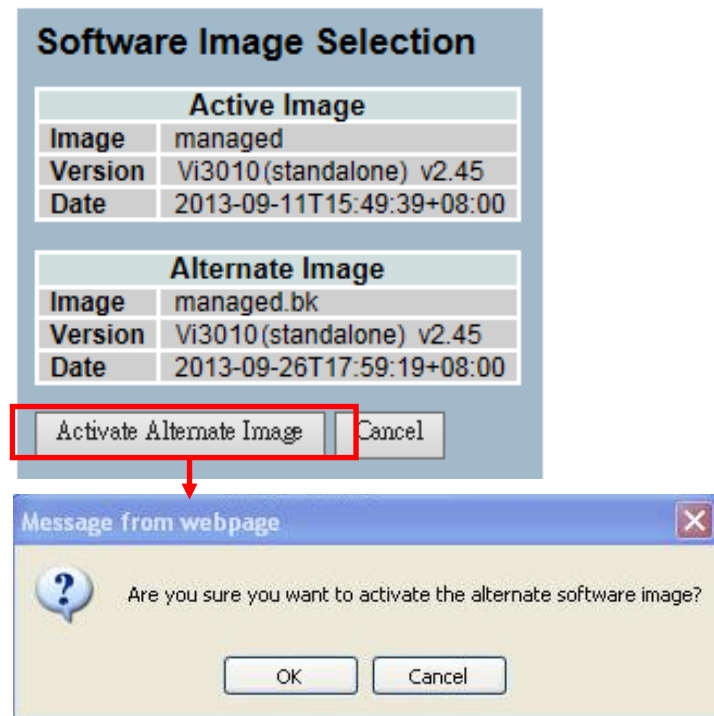 Software Image Selection
Active Image
Image managed
Version Vi3010(standalone) v2.45
Date 2013-09-11T15:49:39+08:00
Alternate Image
Image managed.bk
Version Vi3010(standalone) v2.45
Date 2013-09-26T17:59:19+08:00
Activate Alternate Image Cancel
Message from webpage
Are you sure you want to activate the alternate software image?
OK Cancel